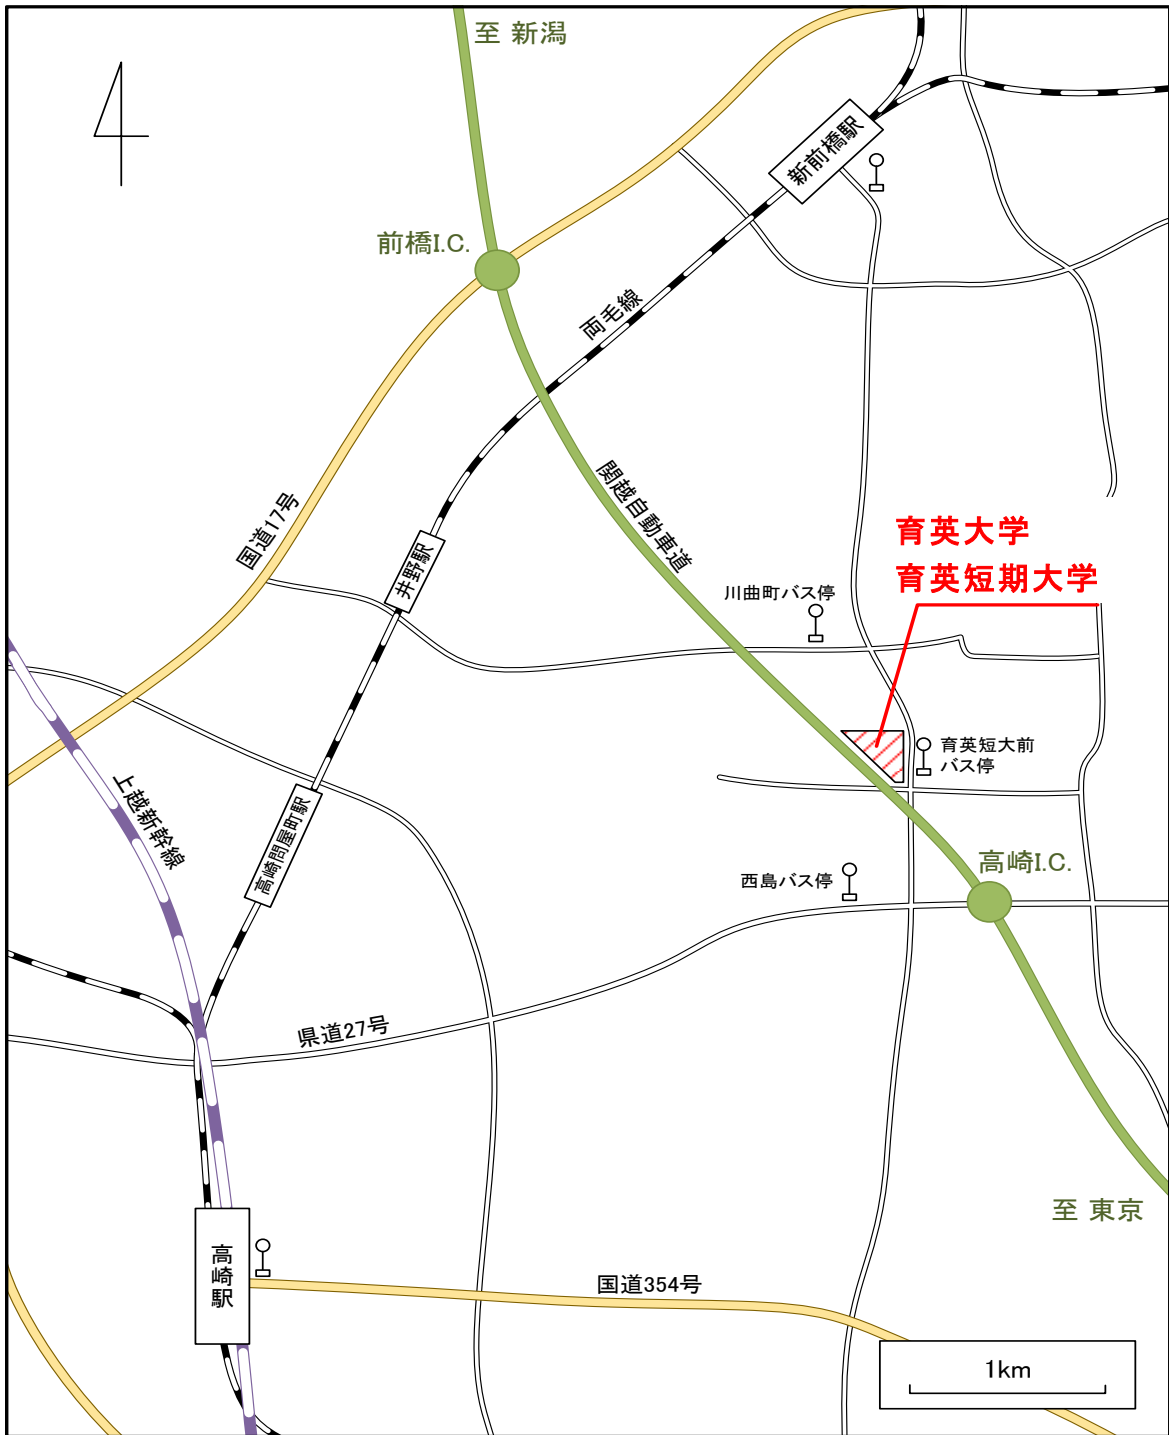 至 新潟
新前橋駅
前橋I.C.
両毛線
関越自動車道
国道17号
育英大学
育英短期大学
井野駅
川曲町バス停
育英短大前
バス停
上越新幹線
高崎問屋町駅
高崎I.C.
西島バス停
県道27号
至 東京
高崎駅
国道354号
1km